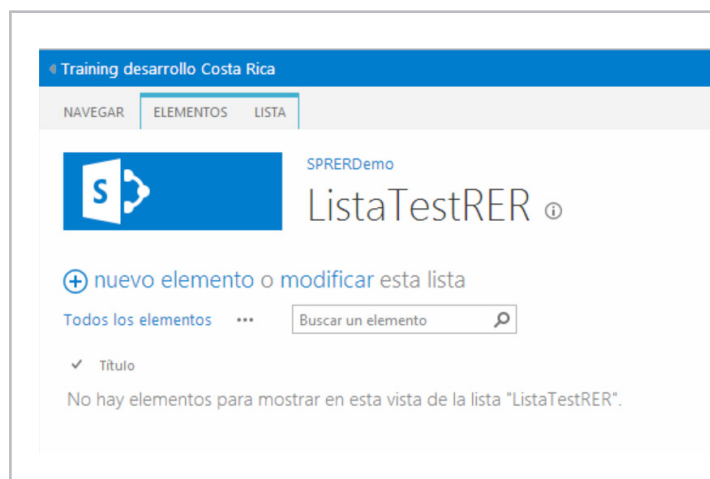 Training desarrollo Costa Rica
NAVEGAR ELEMENTOS LISTA
S
SPRERDemo
ListaTestRER
nuevo elemento o modificar esta lista
Todos los elementos ••• Buscar un elemento
Título
No hay elementos para mostrar en esta vista de la lista "ListaTestRER".